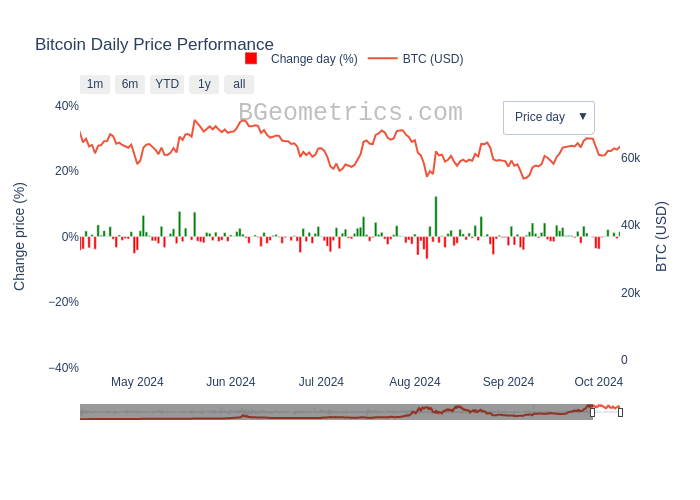 Bitcoin Daily Price Performance
Change day (%) BTC (USD)
1m 6m YTD 1y all
BGeometrics.com
Price day ▼
40%
20%
0%
−20%
−40%
Change price (%)
60k
40k
20k
0
BTC (USD)
May 2024 Jun 2024 Jul 2024 Aug 2024 Sep 2024 Oct 2024